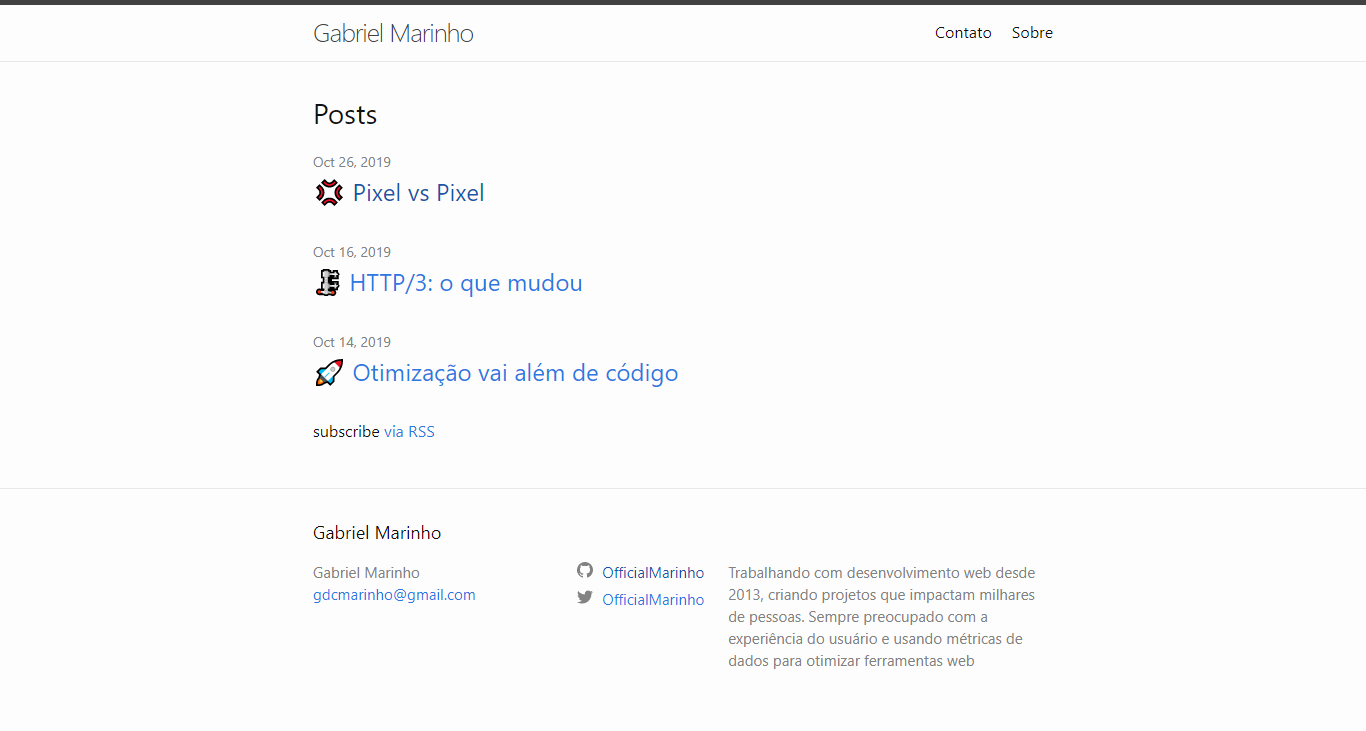 Gabriel Marinho
Contato Sobre
Posts
Oct 26, 2019
Pixel vs Pixel
Oct 16, 2019
HTTP/3: o que mudou
Oct 14, 2019
Otimização vai além de código
subscribe via RSS
Gabriel Marinho
Gabriel Marinho
gdcmarinho@gmail.com
OfficialMarinho
OfficialMarinho
Trabalhando com desenvolvimento web desde
2013, criando projetos que impactam milhares
de pessoas. Sempre preocupado com a
experiência do usuário e usando métricas de
dados para otimizar ferramentas web